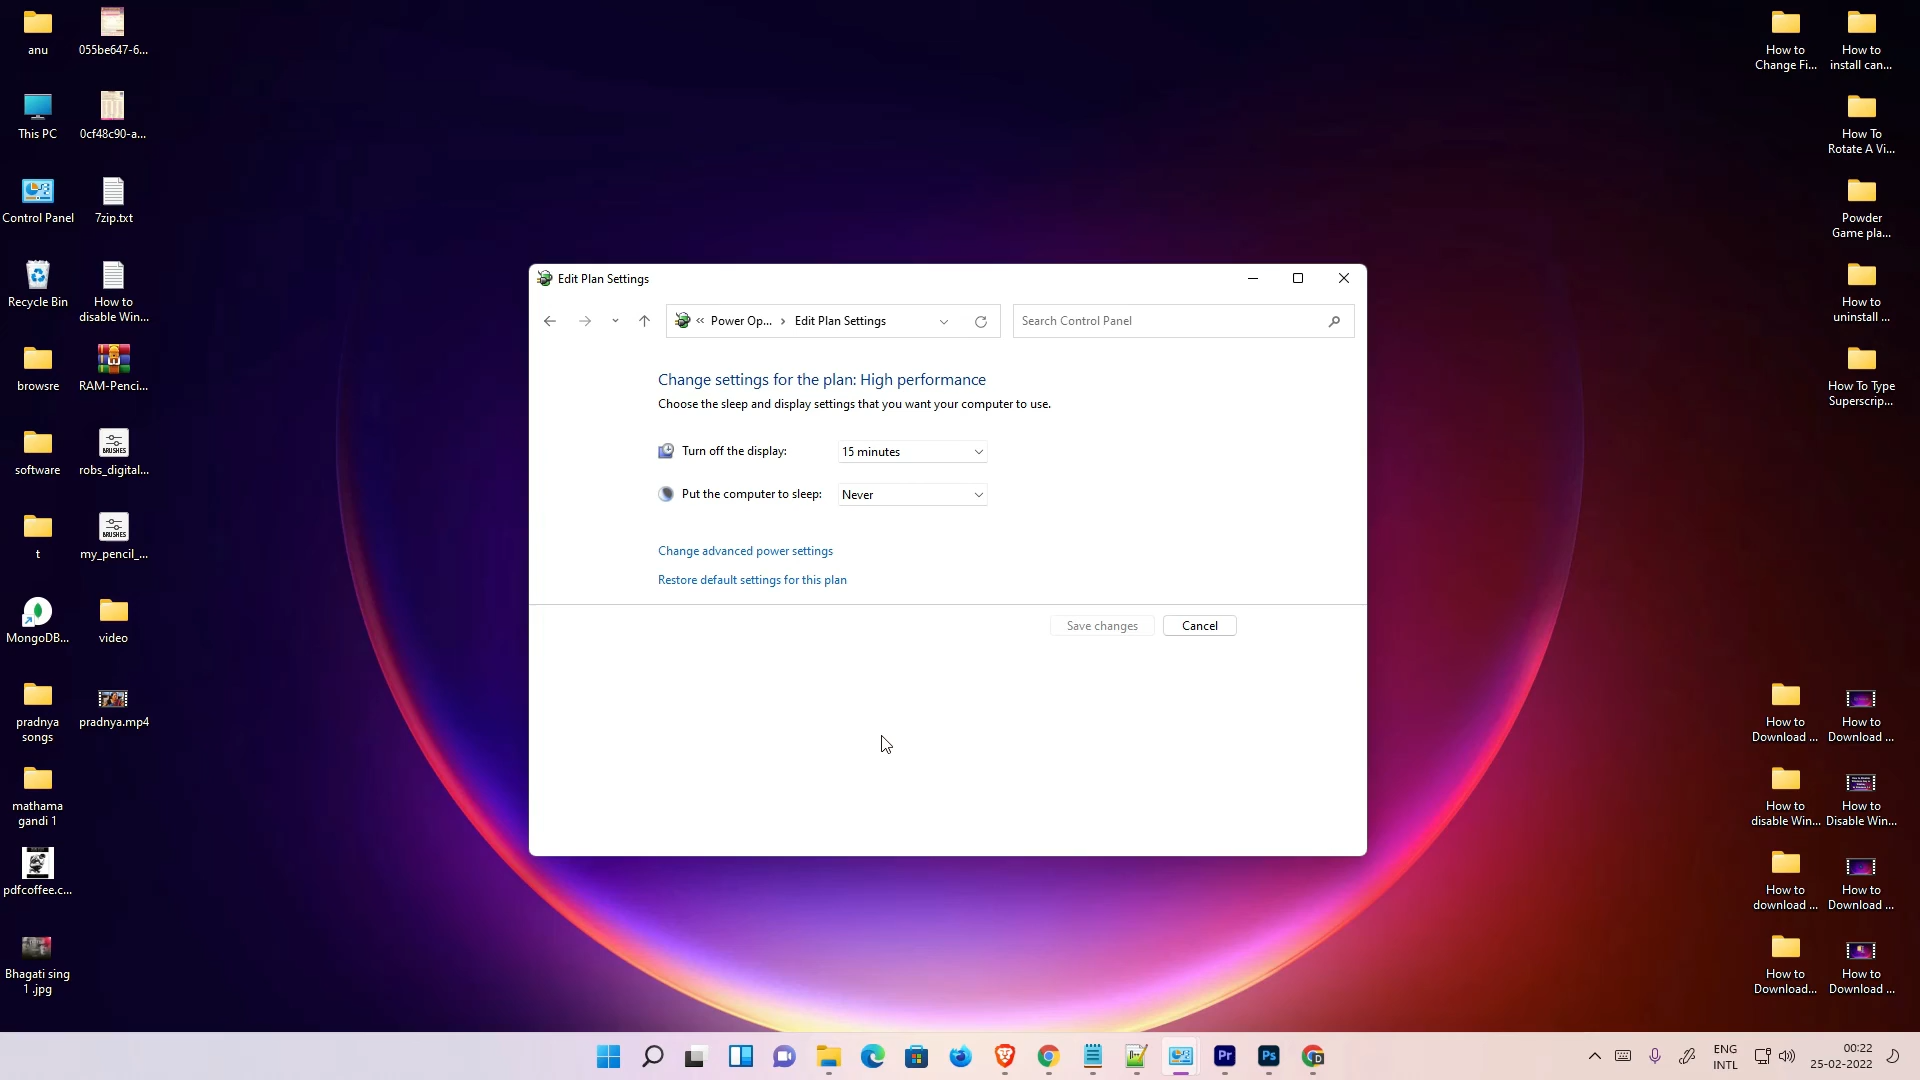 anu
055be647-6...
This PC
0cf48c90-a...
Control Panel
7zip.txt
Recycle Bin
How to
disable Win...
browsre
RAM-Penci...
software
robs_digital...
BRUSHES
t
my_pencil_...
BRUSHES
MongoDB...
video
pradnya
songs
pradnya.mp4
mathama
gandi 1
pdfcoffee.c...
Bhagati sing
1 .jpg
Edit Plan Settings
« Power Op... › Edit Plan Settings
Search Control Panel
Change settings for the plan: High performance
Choose the sleep and display settings that you want your computer to use.
Turn off the display: 15 minutes
Put the computer to sleep: Never
Change advanced power settings
Restore default settings for this plan
Save changes Cancel
How to
Change Fi...
How to
install can...
How To
Rotate A Vi...
Powder
Game pla...
How to
uninstall ...
How To Type
Superscrip...
How to
Download ...
How to
Download ...
How to
disable Win...
How to
Disable Win...
How to
download ...
How to
Download ...
How to
Download...
How to
Download ...
Pr
Ps
D
ENG
INTL
00:22
25-02-2022